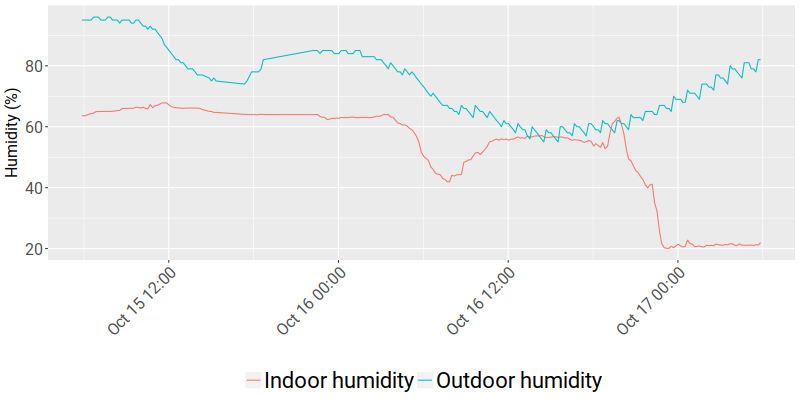 Humidity (%)
80
60
40
20
Oct 15 12:00
Oct 16 00:00
Oct 16 12:00
Oct 17 00:00
Indoor humidity
Outdoor humidity